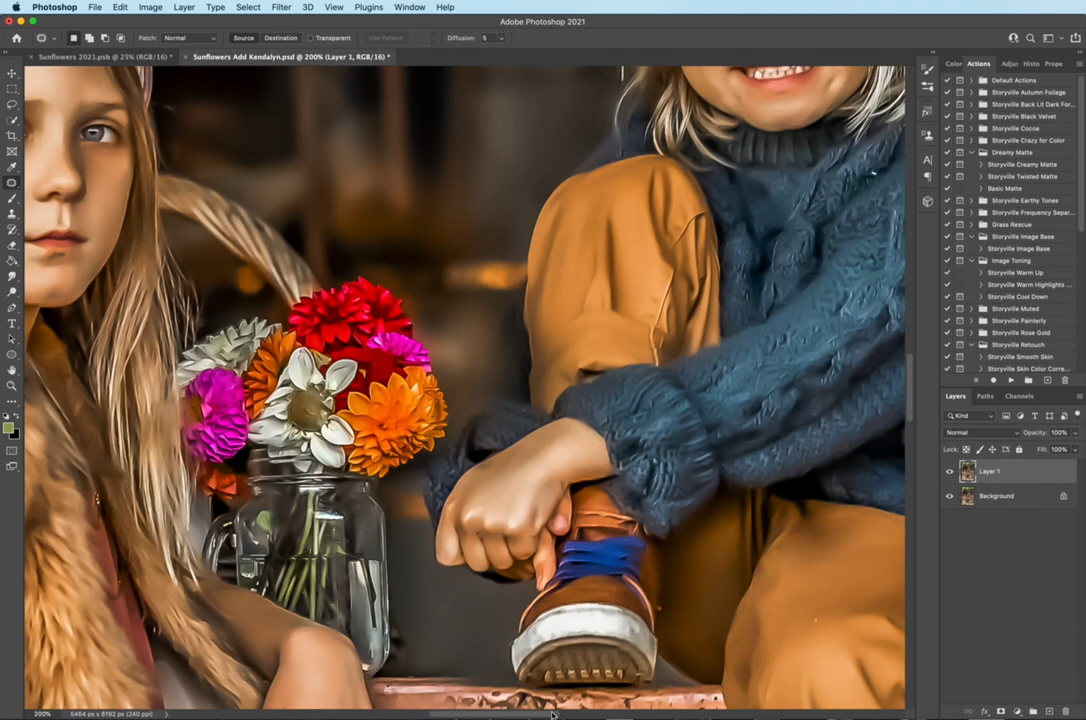 Photoshop File Edit Image Layer Type Select Filter 3D View Plugins Window Help
Adobe Photoshop 2021
Patch: Normal Source Destination Transparent Use Pattern Diffusion: 5
Sunflowers 2021.psb @ 25% (RGB/16) *
Sunflowers Add Kendalyn.psd @ 200% (Layer 1, RGB/16) *
Color Actions Adju Histo Prope
Default Actions
Storyville Autumn Foliage
Storyville Back Lit Dark For...
Storyville Black Velvet
Storyville Cocoa
Storyville Crazy for Color
Dreamy Matte
Storyville Creamy Matte
Storyville Twisted Matte
Basic Matte
Storyville Earthy Tones
Storyville Frequency Separ...
Grass Rescue
Storyville Image Base
Storyville Image Base
Image Toning
Storyville Warm Up
Storyville Warm Highlights ...
Storyville Cool Down
Storyville Muted
Storyville Painterly
Storyville Rose Gold
Storyville Retouch
Storyville Smooth Skin
Storyville Skin Color Corre...
Layers Paths Channels
Kind
Normal Opacity: 100%
Lock: Fill: 100%
Layer 1
Background
200% 5464 px x 8192 px (240 ppi)